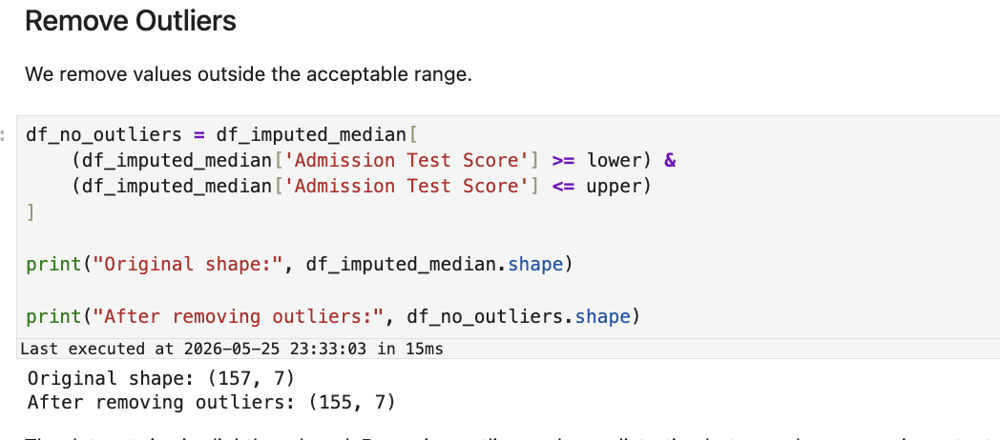 Remove Outliers
We remove values outside the acceptable range.
df_no_outliers = df_imputed_median[
    (df_imputed_median['Admission Test Score'] >= lower) &
    (df_imputed_median['Admission Test Score'] <= upper)
]
print("Original shape:", df_imputed_median.shape)
print("After removing outliers:", df_no_outliers.shape)
Last executed at 2026-05-25 23:33:03 in 15ms
Original shape: (157, 7)
After removing outliers: (155, 7)